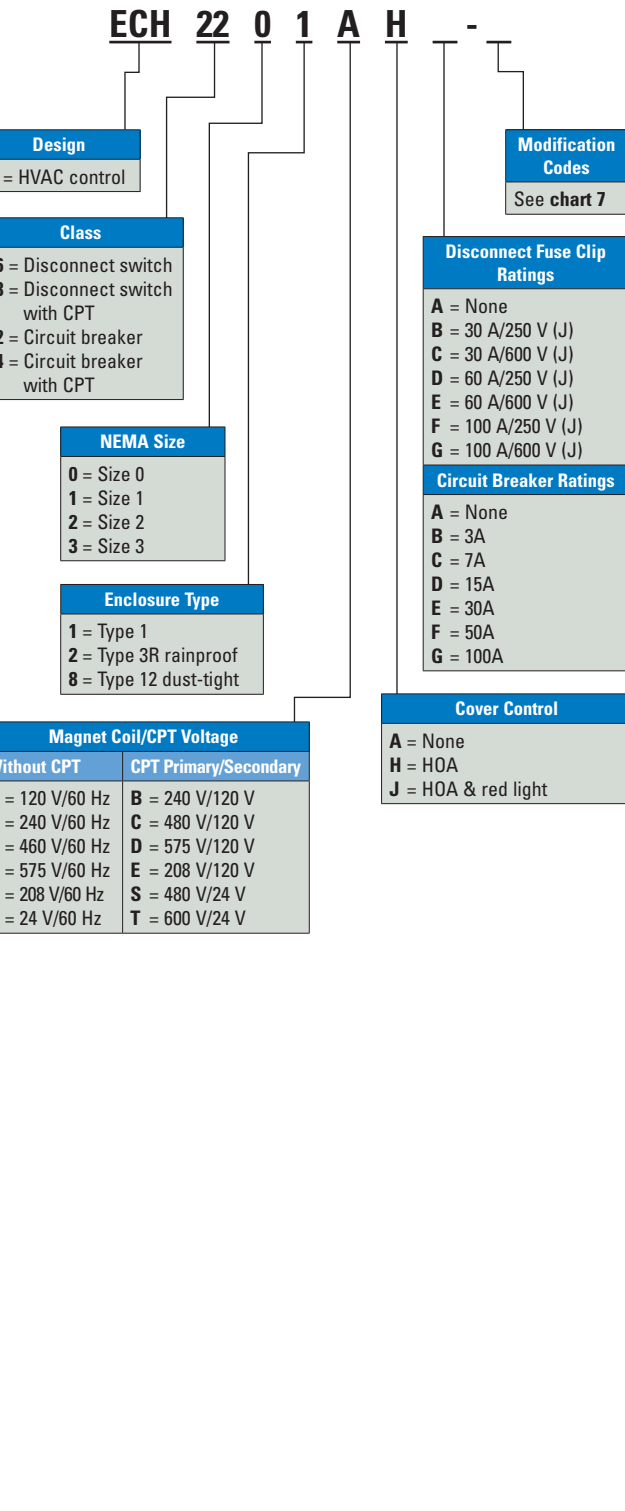 ECH 22 0 1 A H _ - _
Design
= HVAC control
Modification
Codes
See chart 7
Class
= Disconnect switch
= Disconnect switch
with CPT
= Circuit breaker
= Circuit breaker
with CPT
Disconnect Fuse Clip
Ratings
A = None
B = 30 A/250 V (J)
C = 30 A/600 V (J)
D = 60 A/250 V (J)
E = 60 A/600 V (J)
F = 100 A/250 V (J)
G = 100 A/600 V (J)
Circuit Breaker Ratings
A = None
B = 3A
C = 7A
D = 15A
E = 30A
F = 50A
G = 100A
NEMA Size
0 = Size 0
1 = Size 1
2 = Size 2
3 = Size 3
Enclosure Type
1 = Type 1
2 = Type 3R rainproof
8 = Type 12 dust-tight
Cover Control
A = None
H = HOA
J = HOA & red light
Magnet Coil/CPT Voltage
CPT
= 120 V/60 Hz
= 240 V/60 Hz
= 460 V/60 Hz
= 575 V/60 Hz
= 208 V/60 Hz
= 24 V/60 Hz
CPT Primary/Secondary
B = 240 V/120 V
C = 480 V/120 V
D = 575 V/120 V
E = 208 V/120 V
S = 480 V/24 V
T = 600 V/24 V